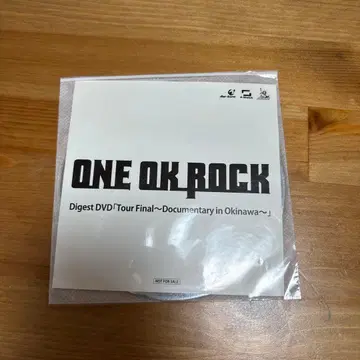 ONE OK ROCK
Digest DVD「Tour Final～Documentary in Okinawa～」
NOT FOR SALE